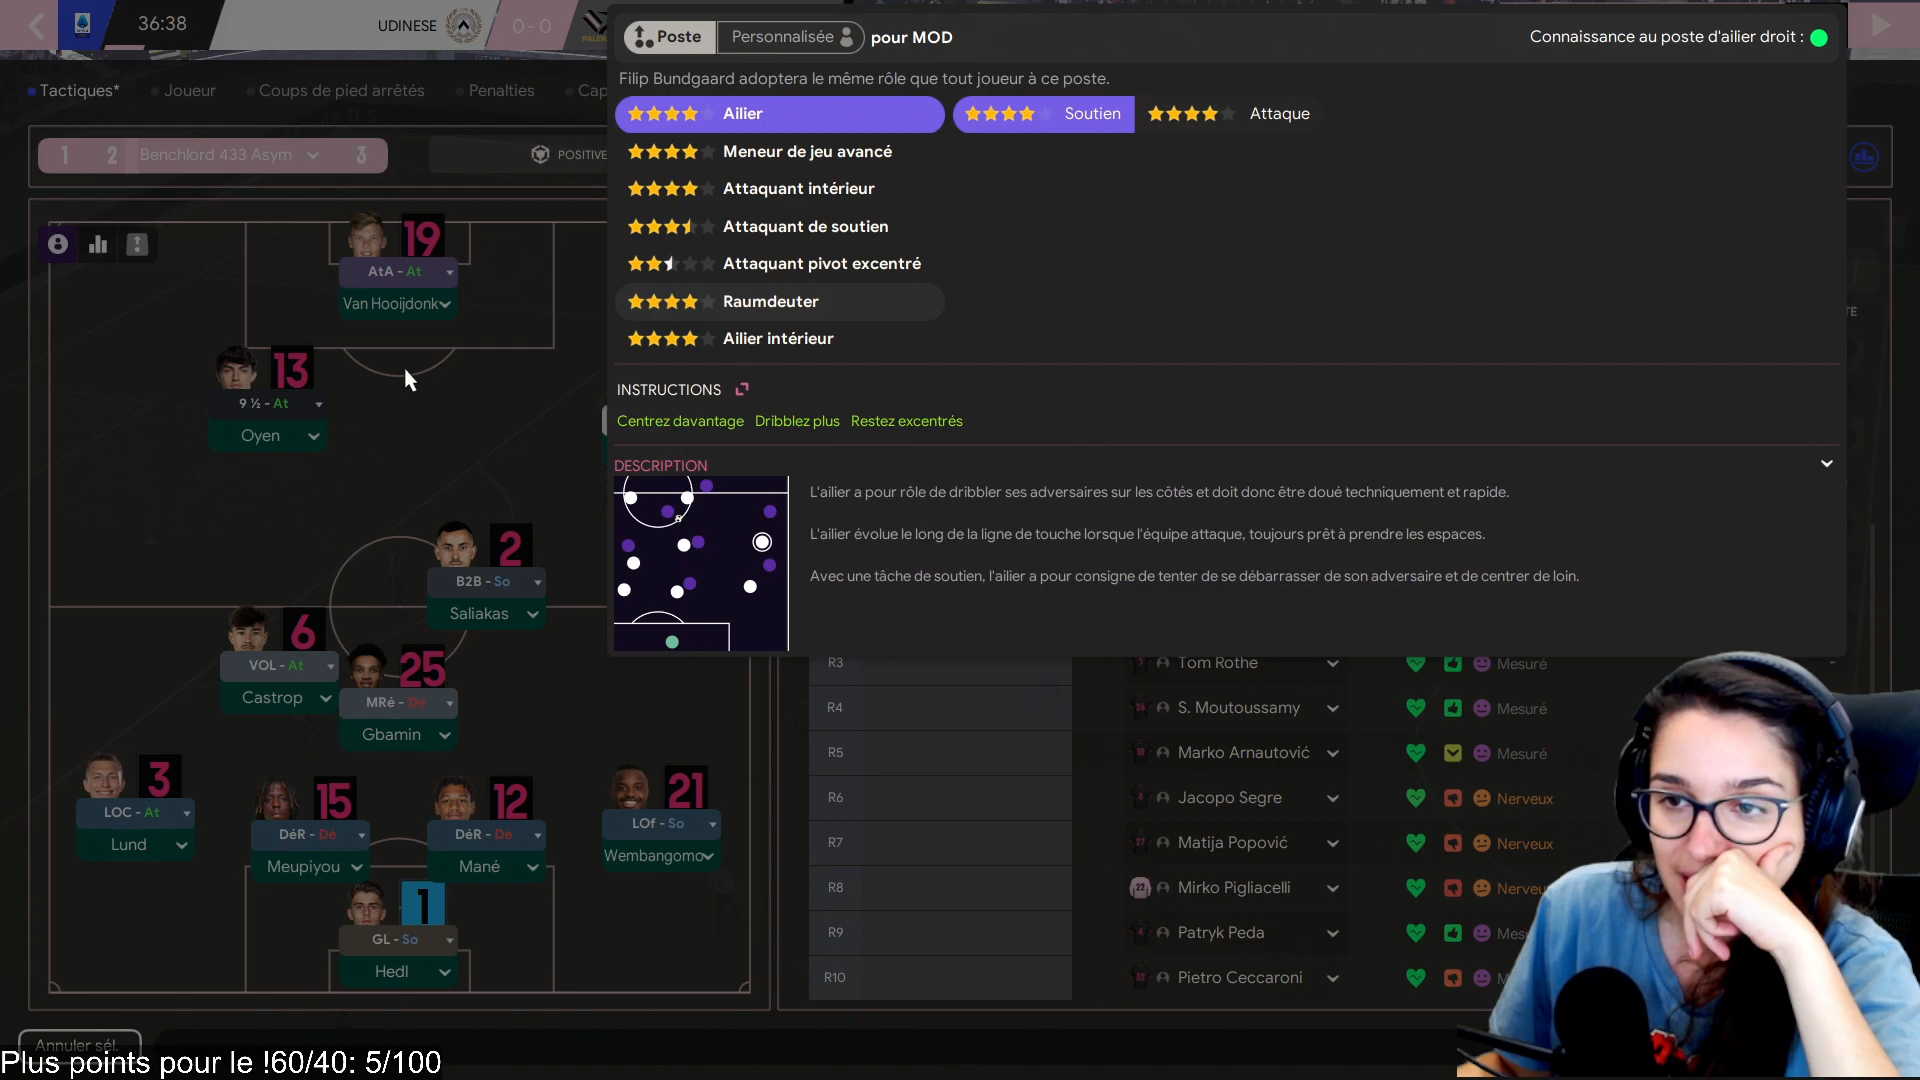 36:38
UDINESE
0 - 0
Poste
Personnalisée
pour MOD
Connaissance au poste d'ailier droit :
Filip Bundgaard adoptera le même rôle que tout joueur à ce poste.
Tactiques*
Joueur
Coups de pied arrêtés
Penalties
Cap
1
2
Benchlord 433 Asym
3
POSITIVE
Ailier
Soutien
Attaque
Meneur de jeu avancé
Attaquant intérieur
Attaquant de soutien
Attaquant pivot excentré
Raumdeuter
Ailier intérieur
INSTRUCTIONS
Centrez davantage
Dribblez plus
Restez excentrés
DESCRIPTION
L'ailier a pour rôle de dribbler ses adversaires sur les côtés et doit donc être doué techniquement et rapide.
L'ailier évolue le long de la ligne de touche lorsque l'équipe attaque, toujours prêt à prendre les espaces.
Avec une tâche de soutien, l'ailier a pour consigne de tenter de se débarrasser de son adversaire et de centrer de loin.
19
AtA - At
Van Hooijdonk
13
9 ½ - At
Oyen
2
B2B - So
Saliakas
6
VOL - At
Castrop
25
MRé - Dé
Gbamin
3
LOC - At
Lund
15
DéR - Dé
Meupiyou
12
DéR - Dé
Mané
21
LOf - So
Wembangomo
1
GL - So
Hedl
R3
Tom Rothe
Mesuré
R4
S. Moutoussamy
Mesuré
R5
Marko Arnautović
Mesuré
R6
Jacopo Segre
Nerveux
R7
Matija Popović
Nerveux
R8
22
Mirko Pigliacelli
R9
Patryk Peda
R10
Pietro Ceccaroni
Annuler sél.
Plus points pour le !60/40: 5/100